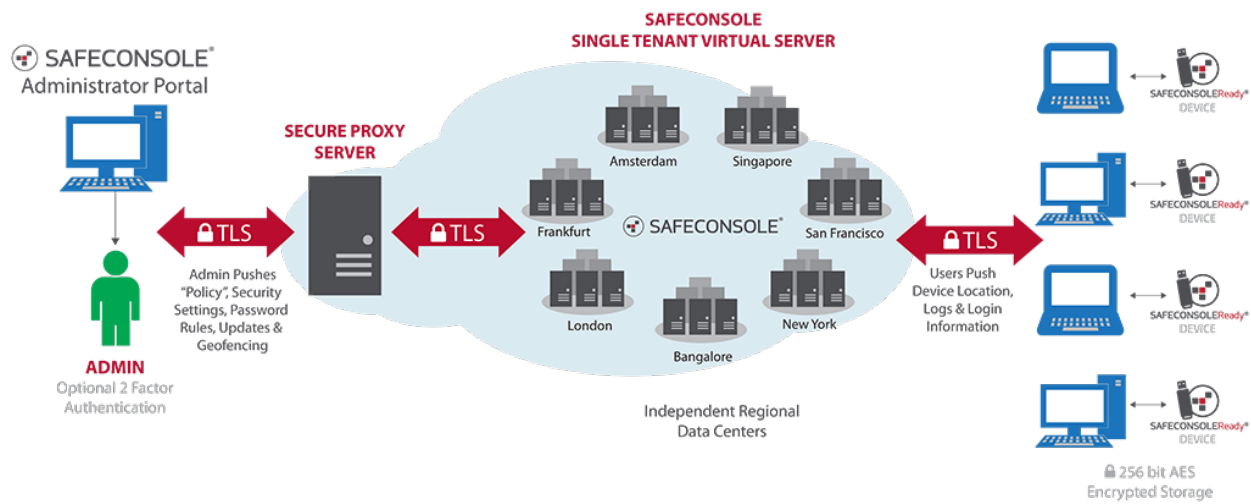 SAFECONSOLE®
Administrator Portal
ADMIN
Optional 2 Factor
Authentication
TLS
Admin Pushes
“Policy”, Security
Settings, Password
Rules, Updates &
Geofencing
SECURE PROXY
SERVER
TLS
SAFECONSOLE
SINGLE TENANT VIRTUAL SERVER
Amsterdam
Singapore
Frankfurt
SAFECONSOLE®
San Francisco
London
New York
Bangalore
Independent Regional
Data Centers
TLS
Users Push
Device Location,
Logs & Login
Information
SAFECONSOLEReady®
DEVICE
SAFECONSOLEReady®
DEVICE
SAFECONSOLEReady®
DEVICE
SAFECONSOLEReady®
DEVICE
256 bit AES
Encrypted Storage